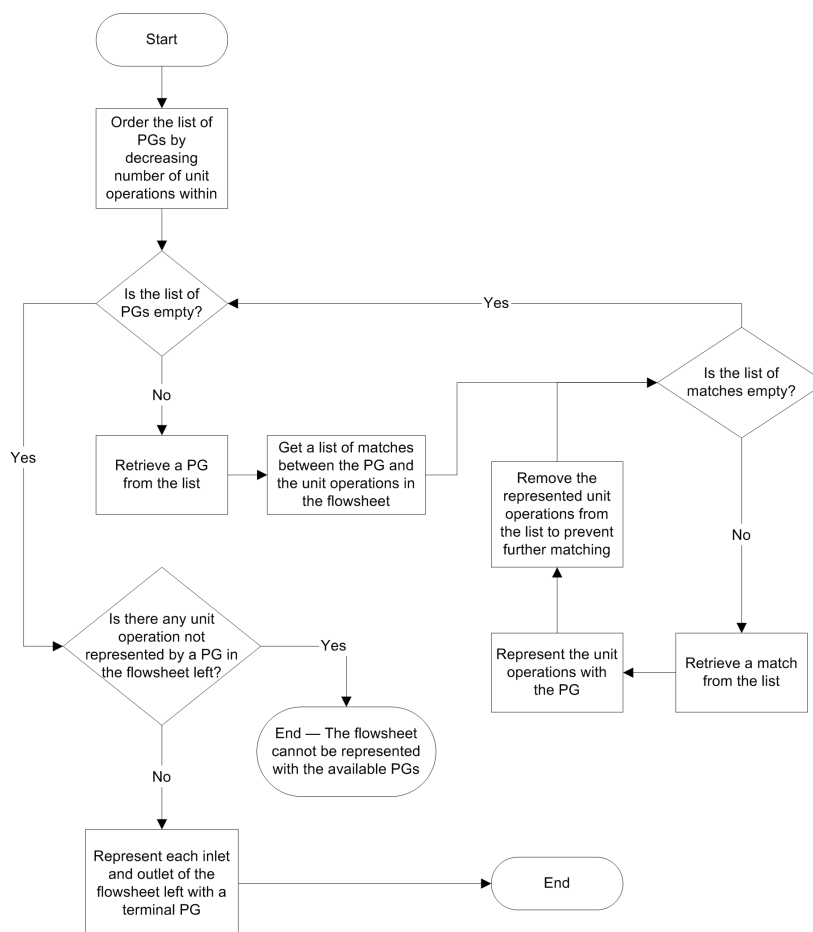 Start
Order the list of
PGs by
decreasing
number of unit
operations within
Is the list of
PGs empty?
Yes
Is the list of
matches empty?
No
Yes
Retrieve a PG
from the list
Get a list of matches
between the PG and
the unit operations in
the flowsheet
Remove the
represented unit
operations from
the list to prevent
further matching
No
Is there any unit
operation not
represented by a PG in
the flowsheet left?
Yes
Represent the unit
operations with
the PG
Retrieve a match
from the list
End — The flowsheet
cannot be represented
with the available PGs
No
Represent each inlet
and outlet of the
flowsheet left with a
terminal PG
End